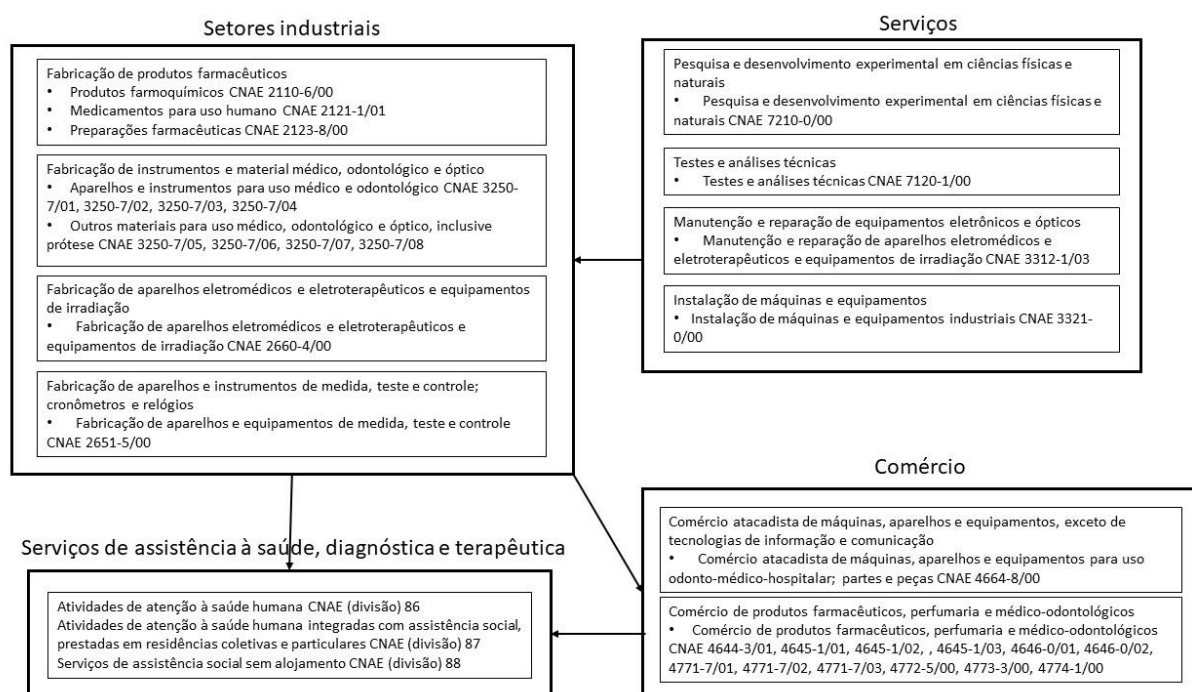 Setores industriais
Fabricação de produtos farmacêuticos
• Produtos farmoquímicos CNAE 2110-6/00
• Medicamentos para uso humano CNAE 2121-1/01
• Preparações farmacêuticas CNAE 2123-8/00
Fabricação de instrumentos e material médico, odontológico e óptico
• Aparelhos e instrumentos para uso médico e odontológico CNAE 3250-
7/01, 3250-7/02, 3250-7/03, 3250-7/04
• Outros materiais para uso médico, odontológico e óptico, inclusive
prótese CNAE 3250-7/05, 3250-7/06, 3250-7/07, 3250-7/08
Fabricação de aparelhos eletromédicos e eletroterapêuticos e equipamentos
de irradiação
• Fabricação de aparelhos eletromédicos e eletroterapêuticos e
equipamentos de irradiação CNAE 2660-4/00
Fabricação de aparelhos e instrumentos de medida, teste e controle;
cronômetros e relógios
• Fabricação de aparelhos e equipamentos de medida, teste e controle
CNAE 2651-5/00
Serviços
Pesquisa e desenvolvimento experimental em ciências físicas e
naturais
• Pesquisa e desenvolvimento experimental em ciências físicas e
naturais CNAE 7210-0/00
Testes e análises técnicas
• Testes e análises técnicas CNAE 7120-1/00
Manutenção e reparação de equipamentos eletrônicos e ópticos
• Manutenção e reparação de aparelhos eletromédicos e
eletroterapêuticos e equipamentos de irradiação CNAE 3312-1/03
Instalação de máquinas e equipamentos
• Instalação de máquinas e equipamentos industriais CNAE 3321-
0/00
Serviços de assistência à saúde, diagnóstica e terapêutica
Atividades de atenção à saúde humana CNAE (divisão) 86
Atividades de atenção à saúde humana integradas com assistência social,
prestadas em residências coletivas e particulares CNAE (divisão) 87
Serviços de assistência social sem alojamento CNAE (divisão) 88
Comércio
Comércio atacadista de máquinas, aparelhos e equipamentos, exceto de
tecnologias de informação e comunicação
• Comércio atacadista de máquinas, aparelhos e equipamentos para uso
odonto-médico-hospitalar; partes e peças CNAE 4664-8/00
Comércio de produtos farmacêuticos, perfumaria e médico-odontológicos
• Comércio de produtos farmacêuticos, perfumaria e médico-odontológicos
CNAE 4644-3/01, 4645-1/01, 4645-1/02, , 4645-1/03, 4646-0/01, 4646-0/02,
4771-7/01, 4771-7/02, 4771-7/03, 4772-5/00, 4773-3/00, 4774-1/00